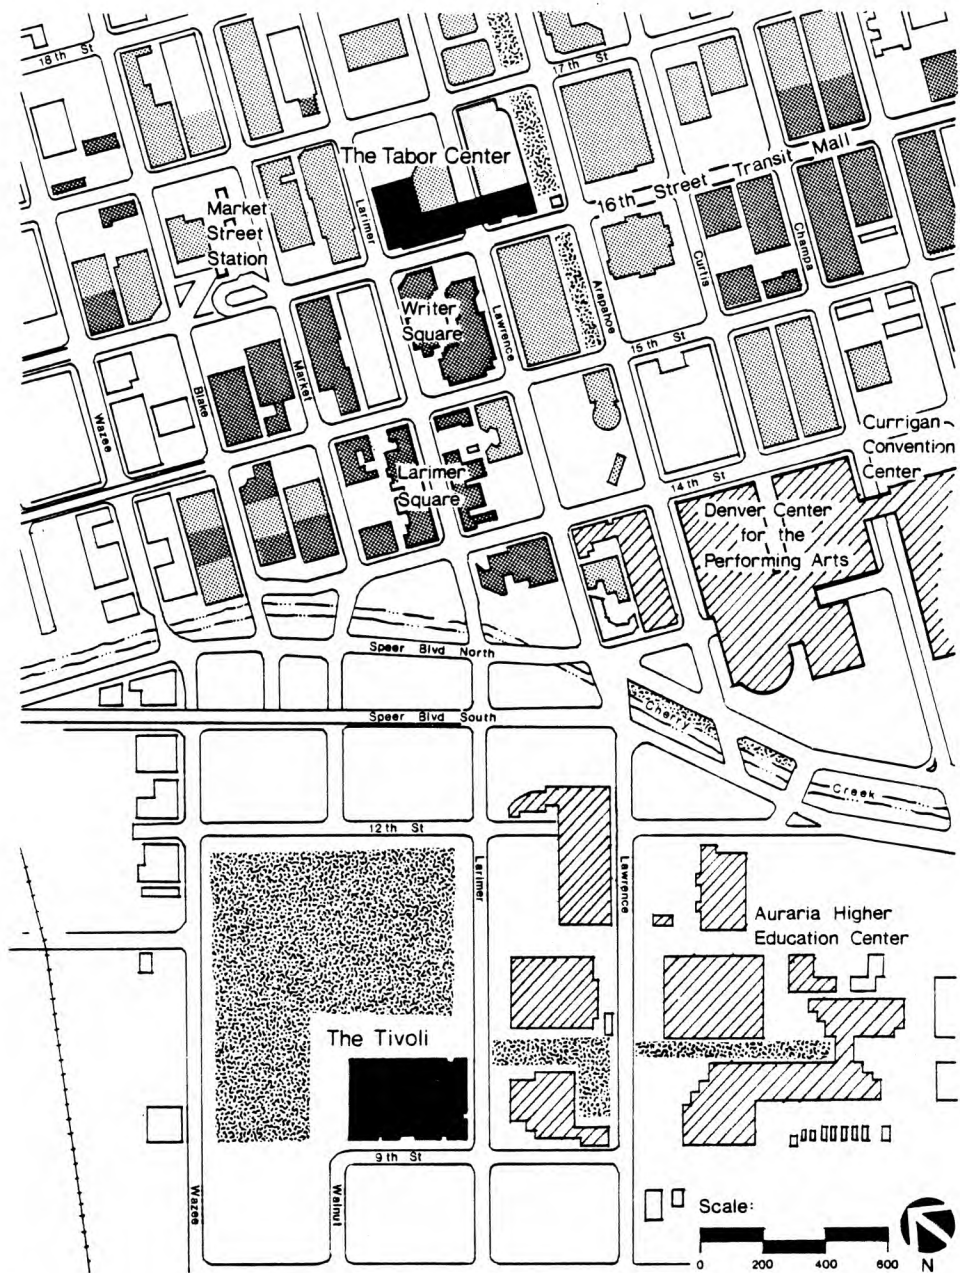 18th St
17th St
The Tabor Center
16th Street Transit Mall
Market
Street
Station
Larimer
Curtis
Champa
Writer
Square
Lawrence
Arapahoe
15th St
Wazee
Blake
Market
Currigan
Convention
Center
Larimer
Square
14th St
Denver Center
for the
Performing Arts
Speer Blvd North
Speer Blvd South
Cherry
Creek
12th St
Larimer
Lawrence
Auraria Higher
Education Center
The Tivoli
9th St
Wazee
Walnut
Scale:
0 200 400 600
N